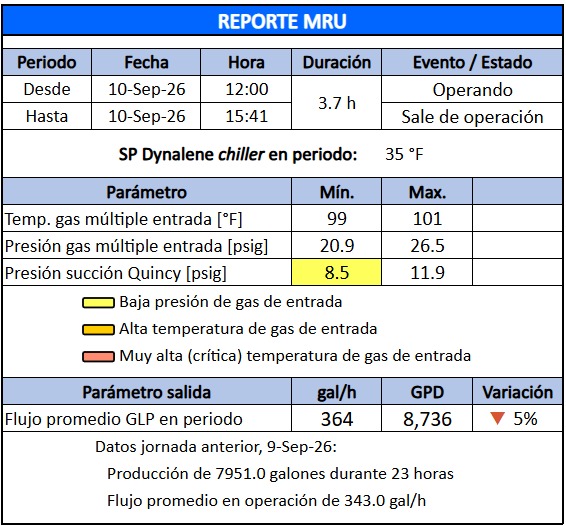 REPORTE MRU
Periodo Fecha Hora Duración Evento / Estado
Desde 10-Sep-26 12:00 3.7 h Operando
Hasta 10-Sep-26 15:41 Sale de operación
SP Dynalene chiller en periodo: 35 °F
Parámetro Mín. Max.
Temp. gas múltiple entrada [°F] 99 101
Presión gas múltiple entrada [psig] 20.9 26.5
Presión succión Quincy [psig] 8.5 11.9
Baja presión de gas de entrada
Alta temperatura de gas de entrada
Muy alta (crítica) temperatura de gas de entrada
Parámetro salida gal/h GPD Variación
Flujo promedio GLP en periodo 364 8,736 ▼ 5%
Datos jornada anterior, 9-Sep-26:
Producción de 7951.0 galones durante 23 horas
Flujo promedio en operación de 343.0 gal/h